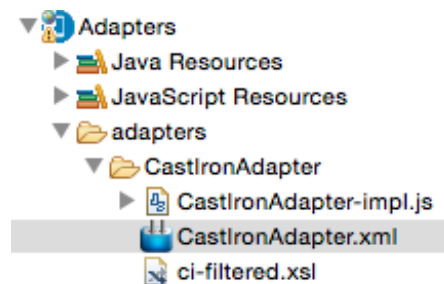 Adapters
Java Resources
JavaScript Resources
adapters
CastIronAdapter
CastIronAdapter-impl.js
CastIronAdapter.xml
ci-filtered.xsl